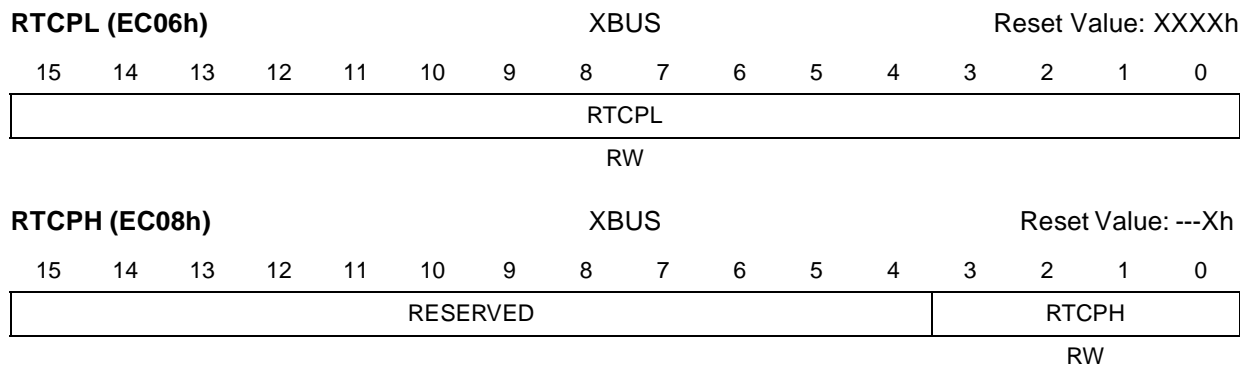 RTCPL (EC06h) XBUS Reset Value: XXXXh
15 14 13 12 11 10 9 8 7 6 5 4 3 2 1 0
RTCPL
RW
RTCPH (EC08h) XBUS Reset Value: ---Xh
15 14 13 12 11 10 9 8 7 6 5 4 3 2 1 0
RESERVED RTCPH
RW